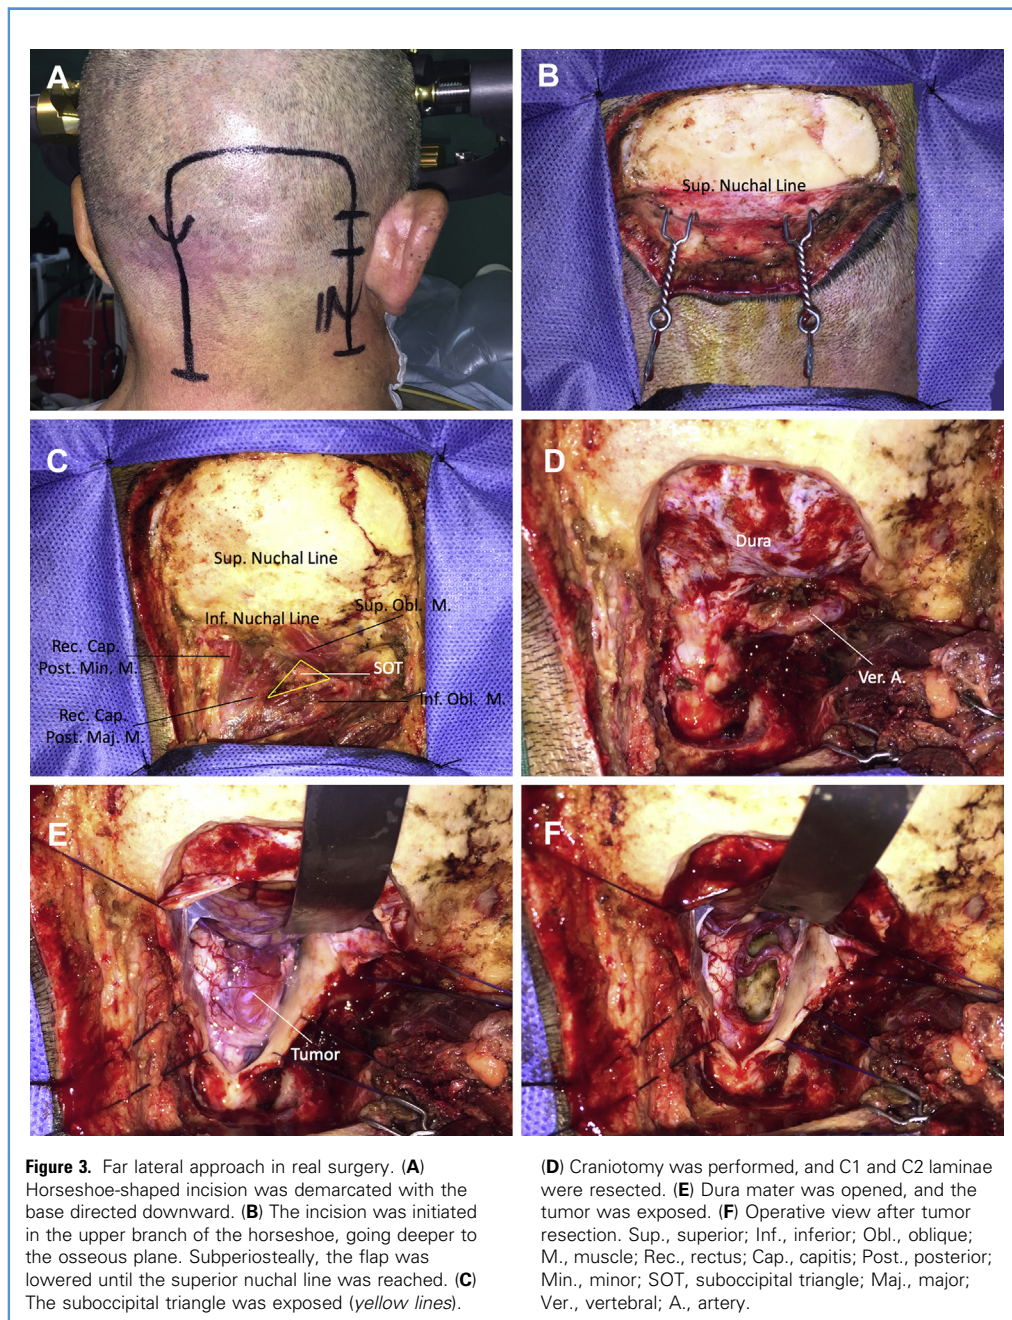 A
IN
B
Sup. Nuchal Line
C
Sup. Nuchal Line
Inf. Nuchal Line
Sup. Obl. M.
Rec. Cap.
Post. Min. M.
SOT
Inf. Obl. M.
Rec. Cap.
Post. Maj. M.
D
Dura
Ver. A.
E
Tumor
F
Figure 3. Far lateral approach in real surgery. (A)
Horseshoe-shaped incision was demarcated with the
base directed downward. (B) The incision was initiated
in the upper branch of the horseshoe, going deeper to
the osseous plane. Subperiosteally, the flap was
lowered until the superior nuchal line was reached. (C)
The suboccipital triangle was exposed (yellow lines).
(D) Craniotomy was performed, and C1 and C2 laminae
were resected. (E) Dura mater was opened, and the
tumor was exposed. (F) Operative view after tumor
resection. Sup., superior; Inf., inferior; Obl., oblique;
M., muscle; Rec., rectus; Cap., capitis; Post., posterior;
Min., minor; SOT, suboccipital triangle; Maj., major;
Ver., vertebral; A., artery.